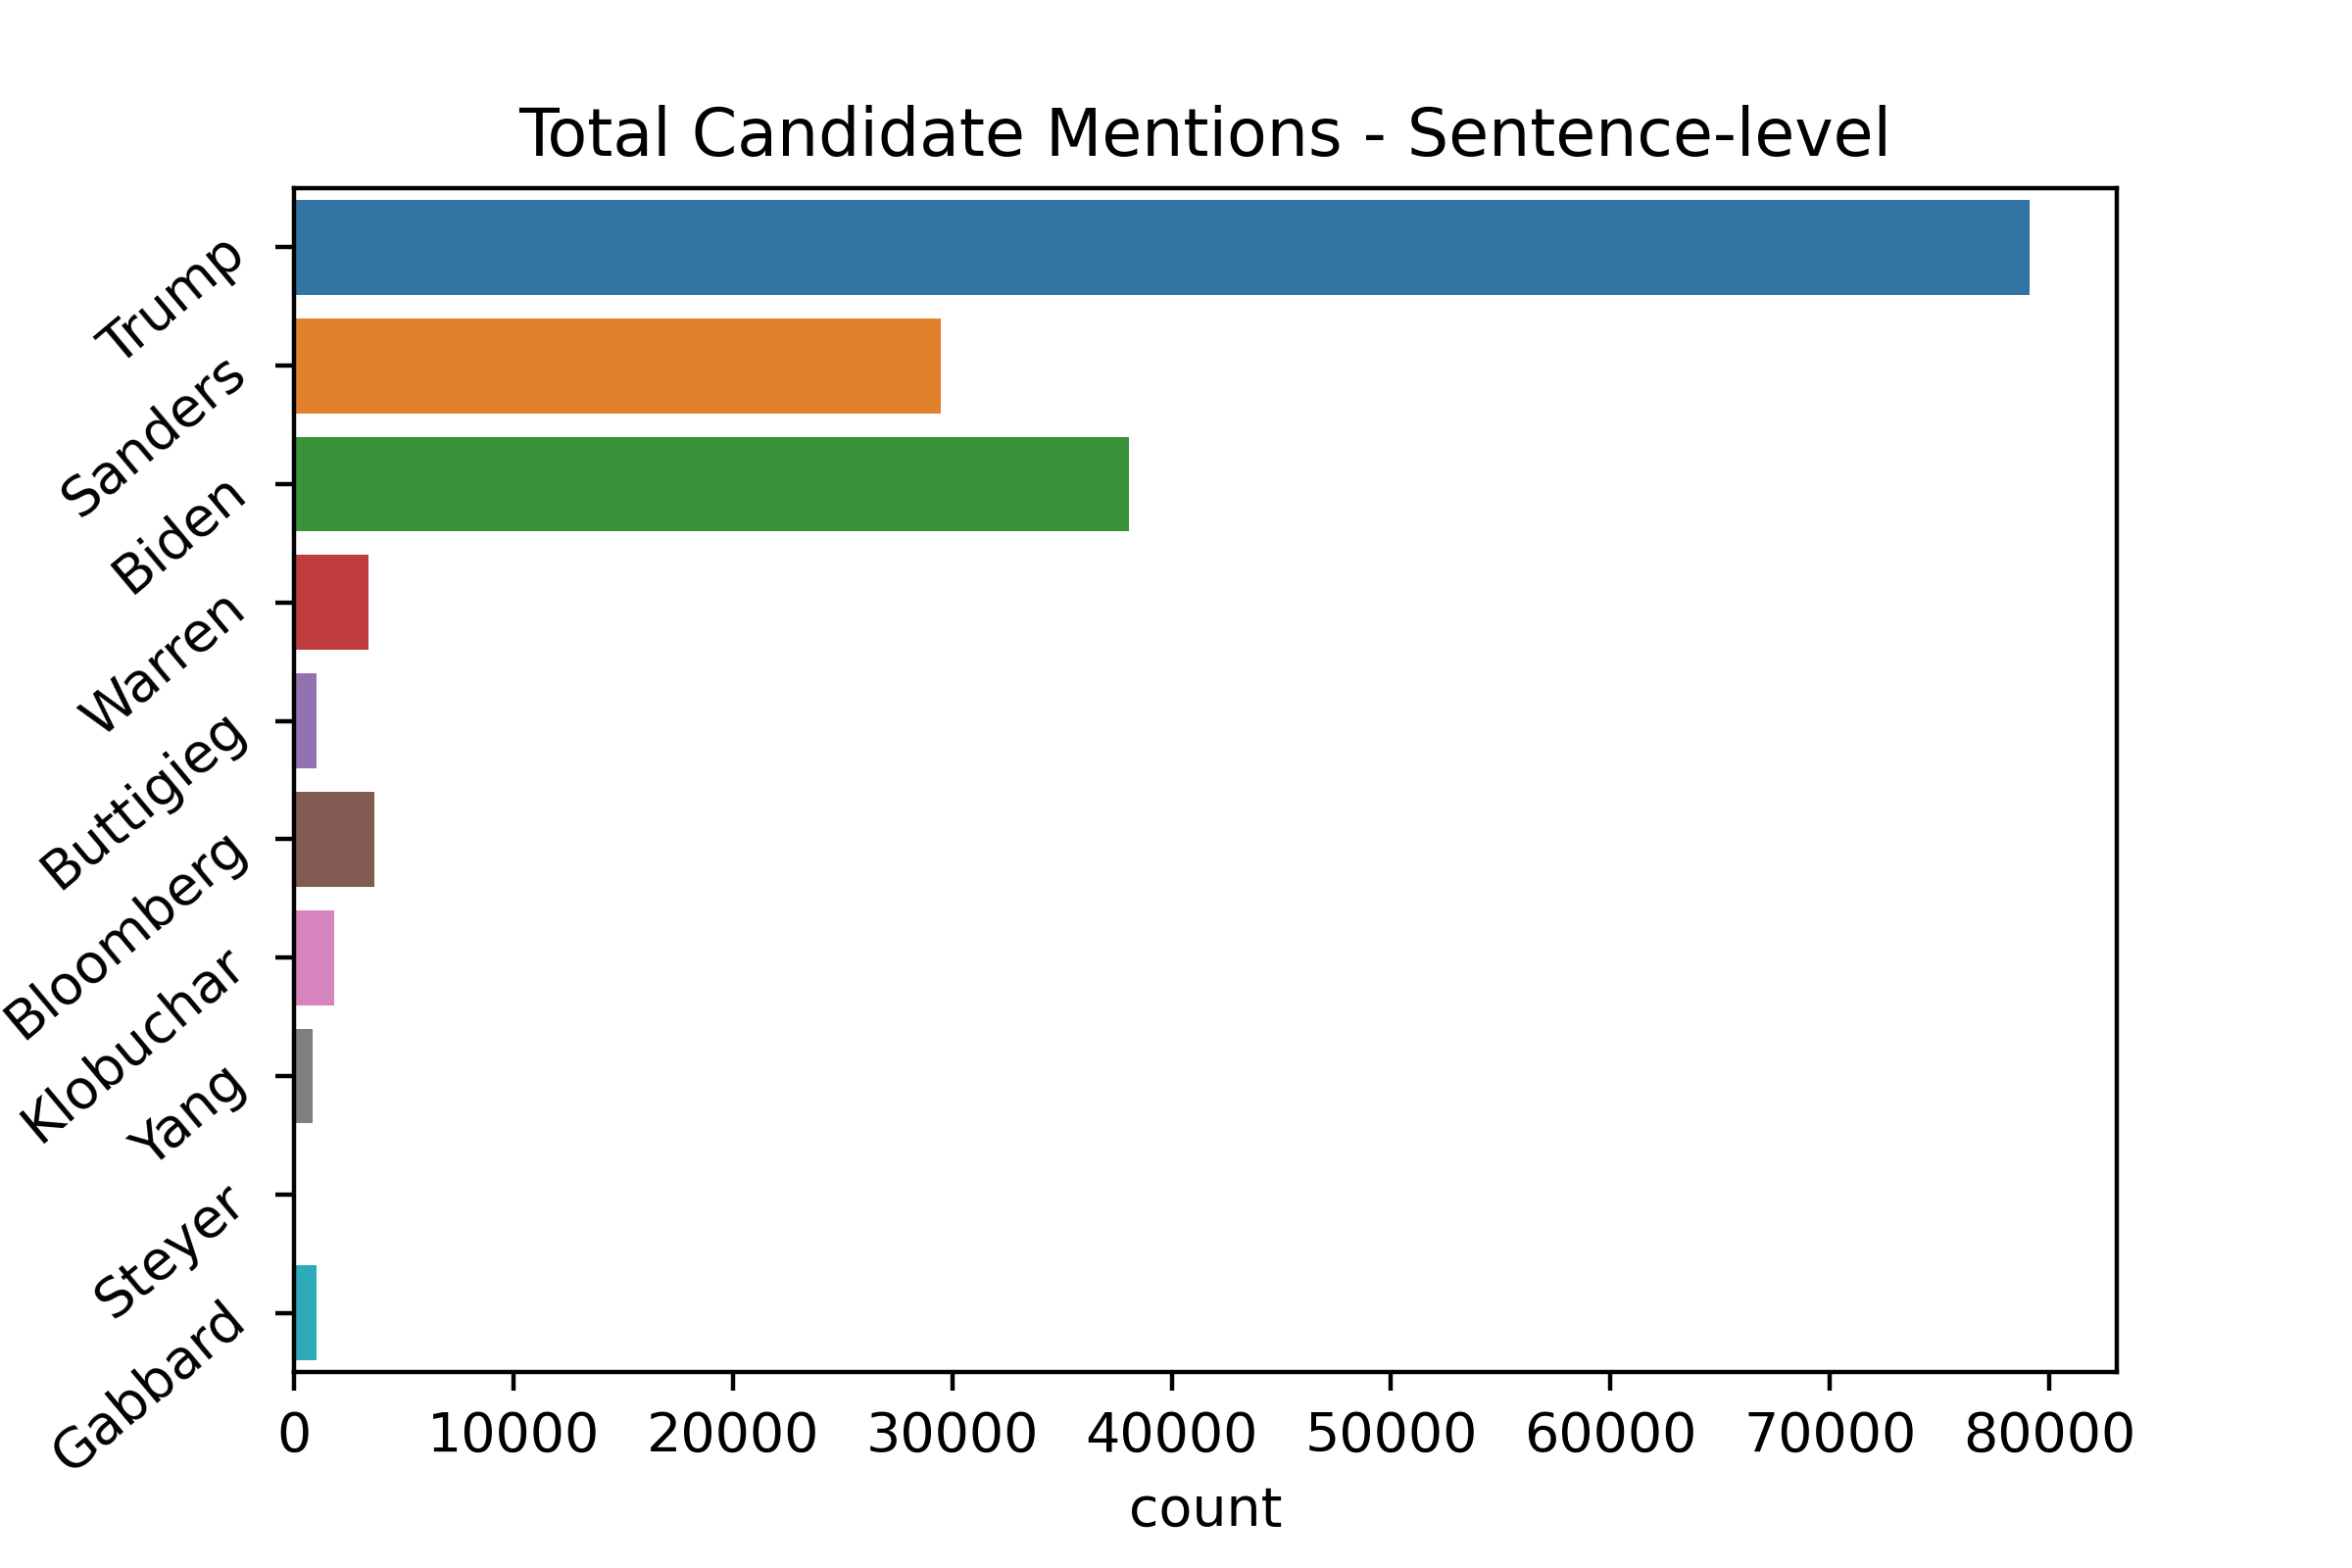 Total Candidate Mentions - Sentence-level
Trump
Sanders
Biden
Warren
Buttigieg
Bloomberg
Klobuchar
Yang
Steyer
Gabbard
0 10000 20000 30000 40000 50000 60000 70000 80000
count